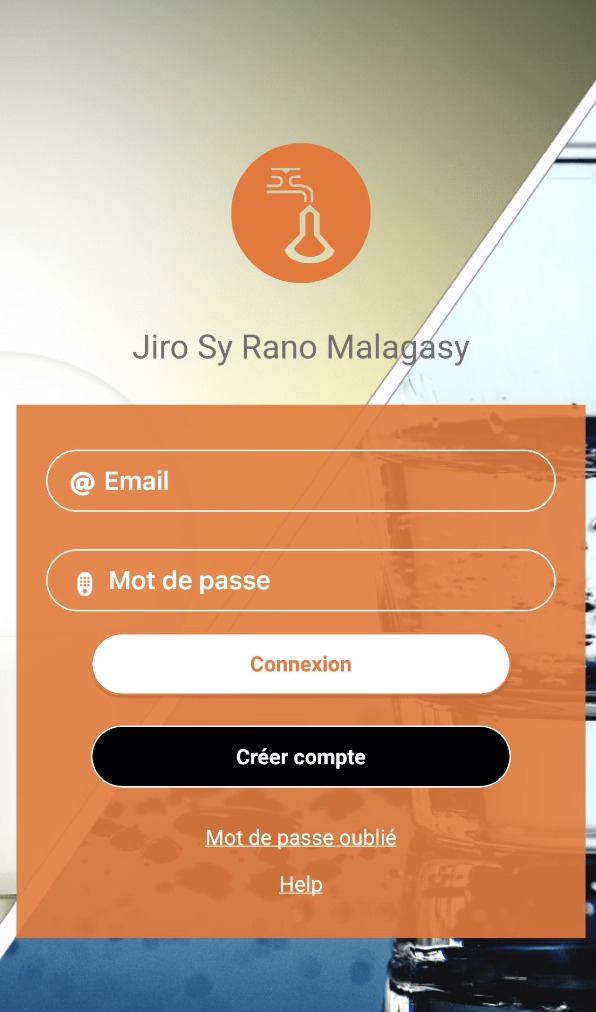 Jiro Sy Rano Malagasy
@ Email
Mot de passe
Connexion
Créer compte
Mot de passe oublié
Help